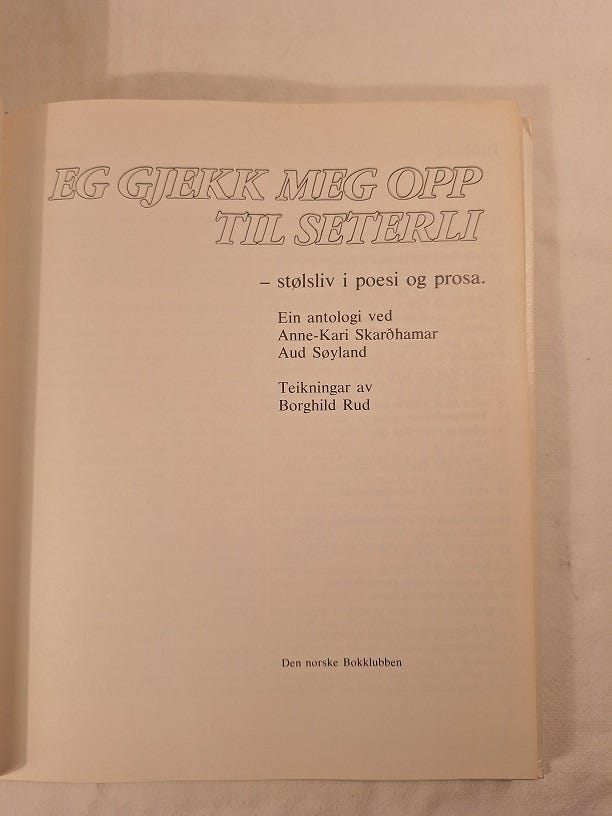 EG GJEKK MEG OPP
TIL SETERLI
– stølsliv i poesi og prosa.
Ein antologi ved
Anne-Kari Skarðhamar
Aud Søyland
Teikningar av
Borghild Rud
Den norske Bokklubben